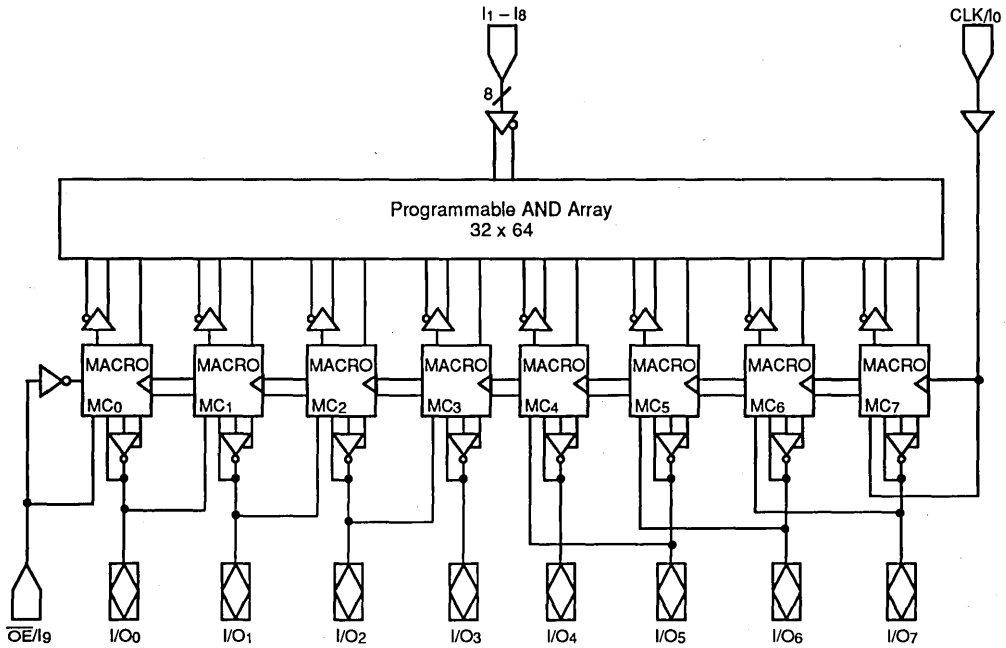 I1 – I8
CLK/I0
8
Programmable AND Array
32 x 64
MACRO MACRO MACRO MACRO MACRO MACRO MACRO MACRO
MC0 MC1 MC2 MC3 MC4 MC5 MC6 MC7
O̅E̅/I9 I/O0 I/O1 I/O2 I/O3 I/O4 I/O5 I/O6 I/O7